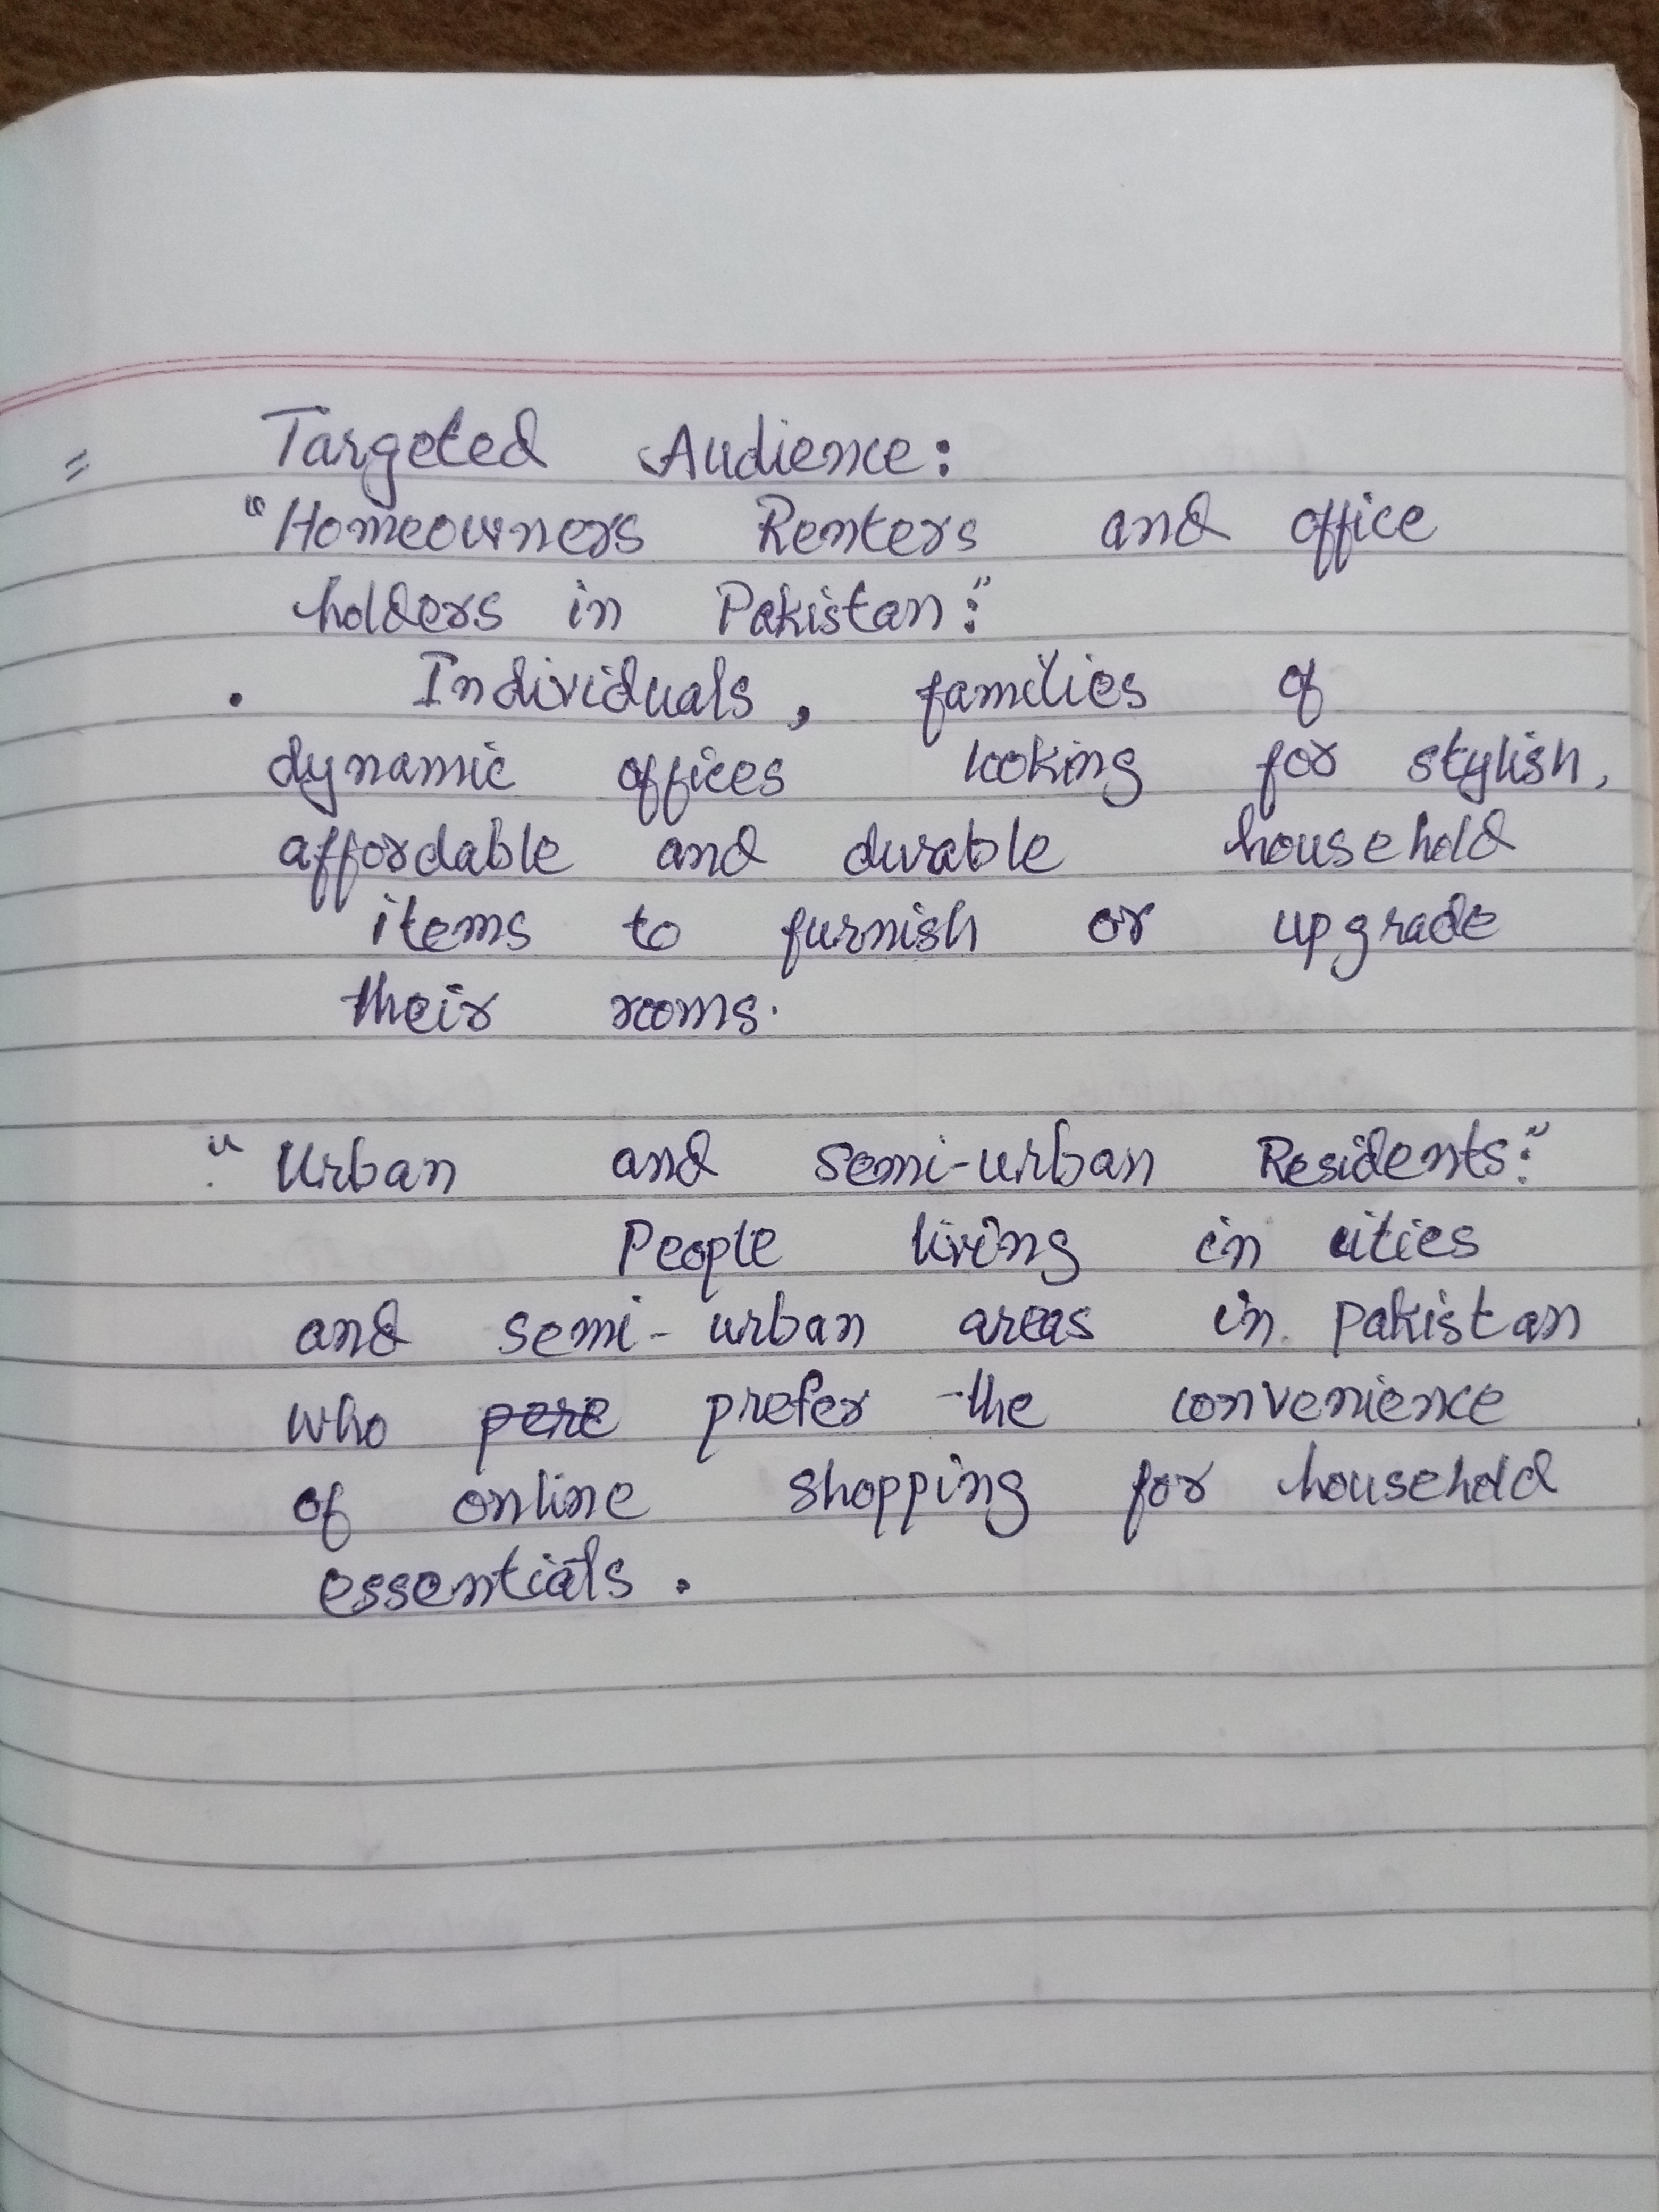 = Targeted Audience:
"Homeowners Renters and office
holders in Pakistan:"
. Individuals, families of
dynamic offices looking for stylish,
affordable and durable household
items to furnish or upgrade
their rooms.
"Urban and semi-urban Residents:"
People living in cities
and semi-urban areas in Pakistan
who pere prefer the convenience
of online shopping for household
essentials.